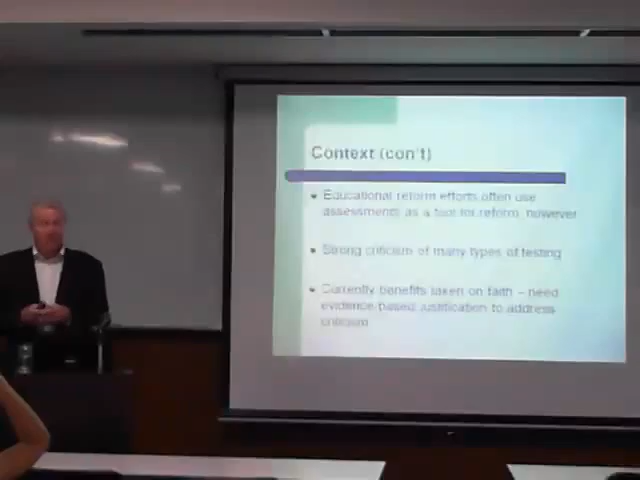 Context (con't)
Educational reform efforts often use
assessments as a tool for reform, however
Strong criticism of many types of testing
Currently benefits taken on faith – need
evidence-based justification to address
criticism